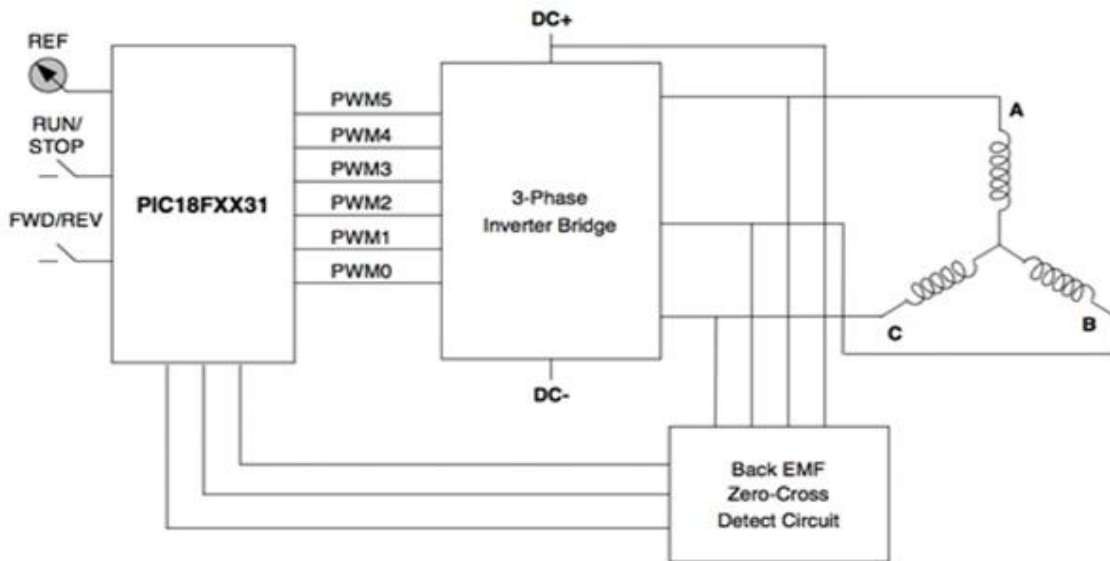 REF
RUN/
STOP
FWD/REV
PIC18FXX31
PWM5
PWM4
PWM3
PWM2
PWM1
PWM0
DC+
3-Phase
Inverter Bridge
DC-
A
B
C
Back EMF
Zero-Cross
Detect Circuit